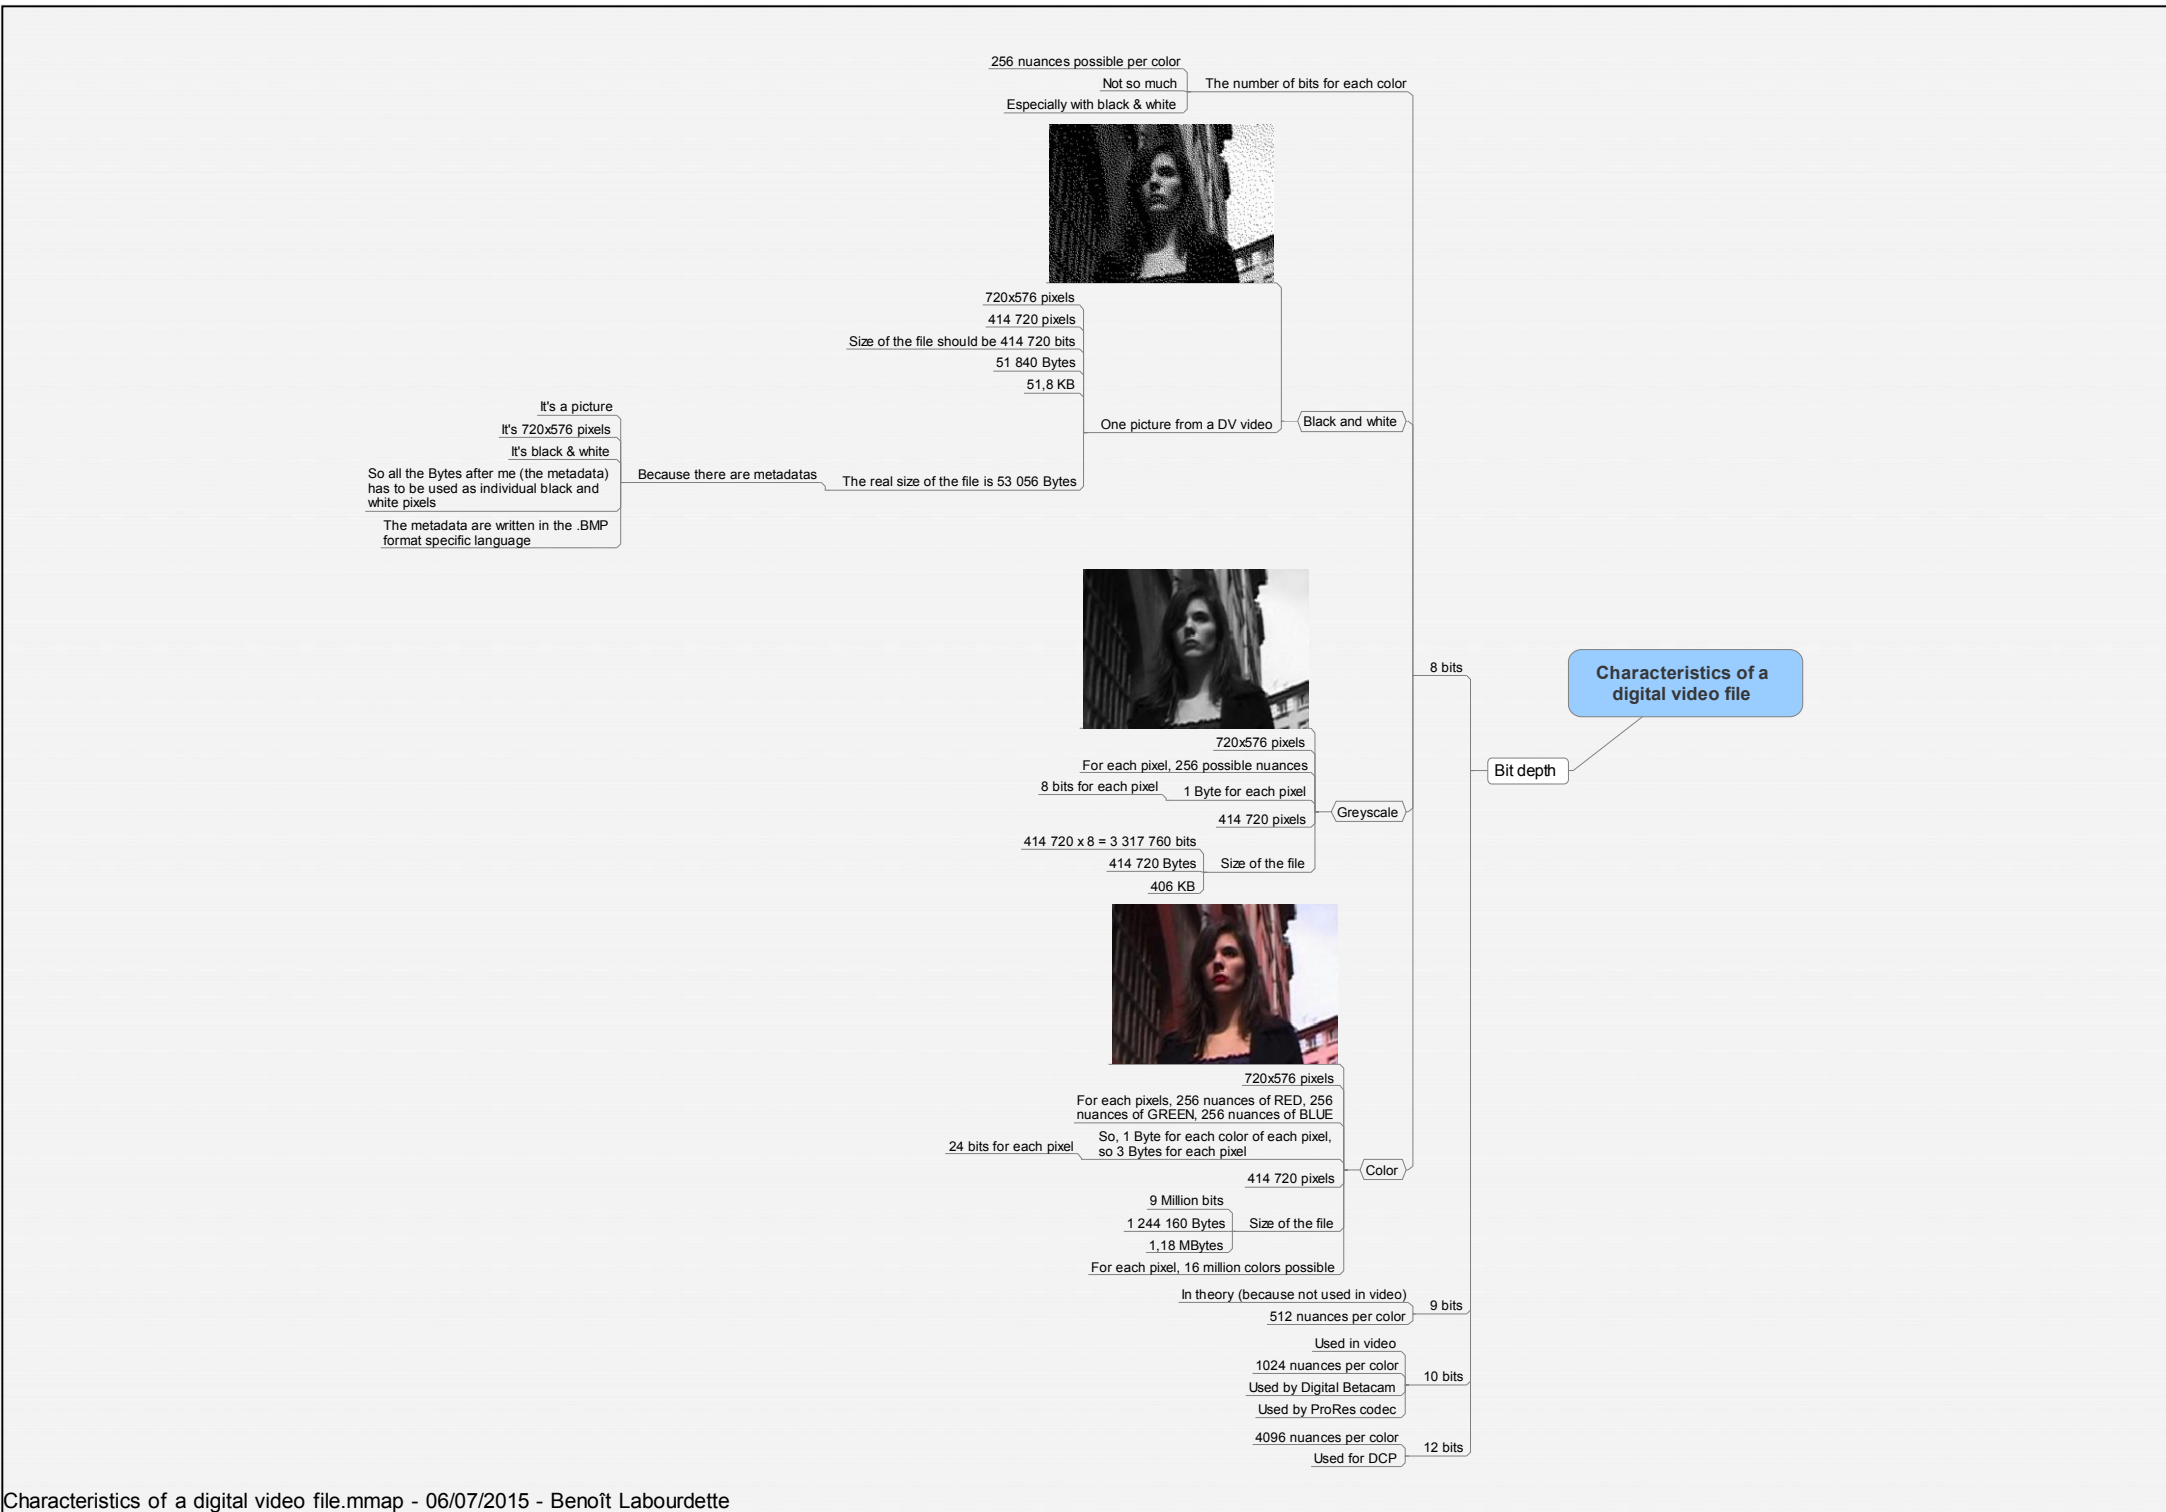 256 nuances possible per color
Not so much
Especially with black & white
The number of bits for each color
720x576 pixels
414 720 pixels
Size of the file should be 414 720 bits
51 840 Bytes
51,8 KB
It's a picture
It's 720x576 pixels
It's black & white
So all the Bytes after me (the metadata)
has to be used as individual black and
white pixels
The metadata are written in the .BMP
format specific language
Because there are metadatas
The real size of the file is 53 056 Bytes
One picture from a DV video
Black and white
720x576 pixels
For each pixel, 256 possible nuances
8 bits for each pixel
1 Byte for each pixel
414 720 pixels
414 720 x 8 = 3 317 760 bits
414 720 Bytes
406 KB
Size of the file
Greyscale
720x576 pixels
For each pixels, 256 nuances of RED, 256
nuances of GREEN, 256 nuances of BLUE
24 bits for each pixel
So, 1 Byte for each color of each pixel,
so 3 Bytes for each pixel
414 720 pixels
9 Million bits
1 244 160 Bytes
1,18 MBytes
Size of the file
For each pixel, 16 million colors possible
Color
8 bits
In theory (because not used in video)
512 nuances per color
9 bits
Used in video
1024 nuances per color
Used by Digital Betacam
Used by ProRes codec
10 bits
4096 nuances per color
Used for DCP
12 bits
Bit depth
Characteristics of a
digital video file
Characteristics of a digital video file.mmap - 06/07/2015 - Benoît Labourdette